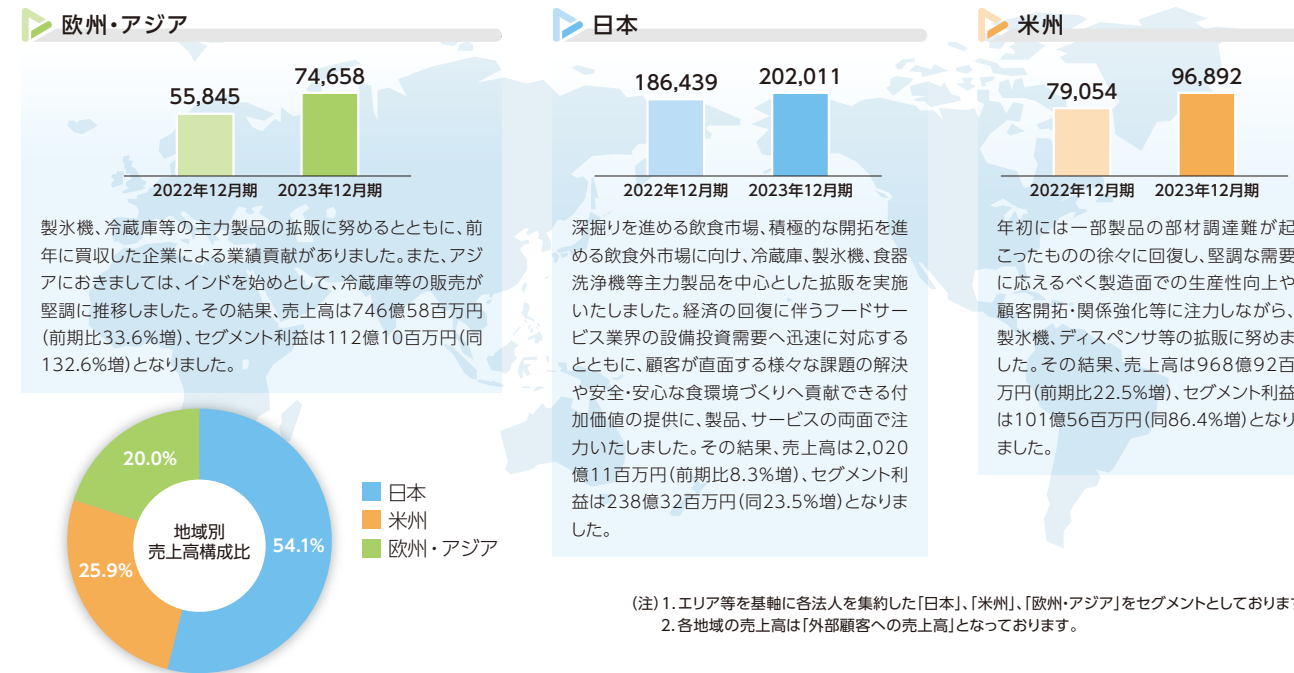 欧州・アジア
55,845
74,658
2022年12月期
2023年12月期
製氷機、冷蔵庫等の主力製品の拡販に努めるとともに、前
年に買収した企業による業績貢献がありました。また、アジ
アにおきましては、インドを始めとして、冷蔵庫等の販売が
堅調に推移しました。その結果、売上高は746億58百万円
(前期比33.6%増)、セグメント利益は112億10百万円(同
132.6%増)となりました。
日本
186,439
202,011
2022年12月期
2023年12月期
深掘りを進める飲食市場、積極的な開拓を進
める飲食外市場に向け、冷蔵庫、製氷機、食器
洗浄機等主力製品を中心とした拡販を実施
いたしました。経済の回復に伴うフードサー
ビス業界の設備投資需要へ迅速に対応する
とともに、顧客が直面する様々な課題の解決
や安全・安心な食環境づくりへ貢献できる付
加価値の提供に、製品、サービスの両面で注
力いたしました。その結果、売上高は2,020
億11百万円(前期比8.3%増)、セグメント利
益は238億32百万円(同23.5%増)となりま
した。
米州
79,054
96,892
2022年12月期
2023年12月期
年初には一部製品の部材調達難が起
こったものの徐々に回復し、堅調な需要
に応えるべく製造面での生産性向上や
顧客開拓・関係強化等に注力しながら、
製氷機、ディスペンサ等の拡販に努めま
した。その結果、売上高は968億92百
万円(前期比22.5%増)、セグメント利益
は101億56百万円(同86.4%増)となり
ました。
20.0%
25.9%
54.1%
地域別
売上高構成比
日本
米州
欧州・アジア
(注)1.エリア等を基軸に各法人を集約した「日本」、「米州」、「欧州・アジア」をセグメントとしております
2.各地域の売上高は「外部顧客への売上高」となっております。